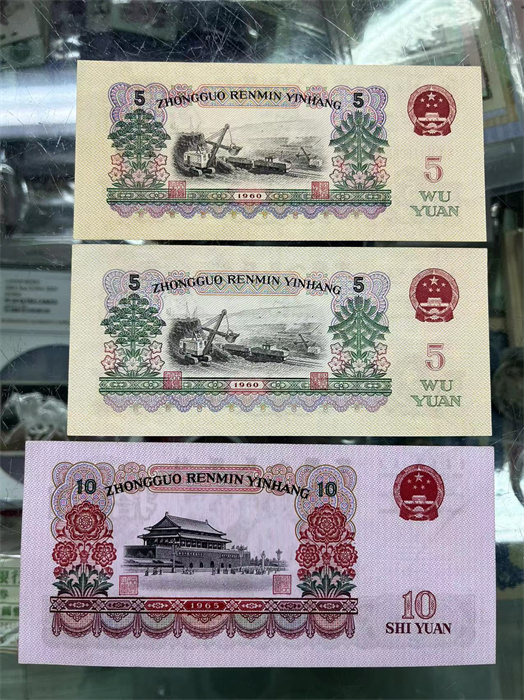 5 ZHONGGUO RENMIN YINHANG 5
1960
5
WU
YUAN
5 ZHONGGUO RENMIN YINHANG 5
1960
5
WU
YUAN
10 ZHONGGUO RENMIN YINHANG 10
1965
10
SHI YUAN